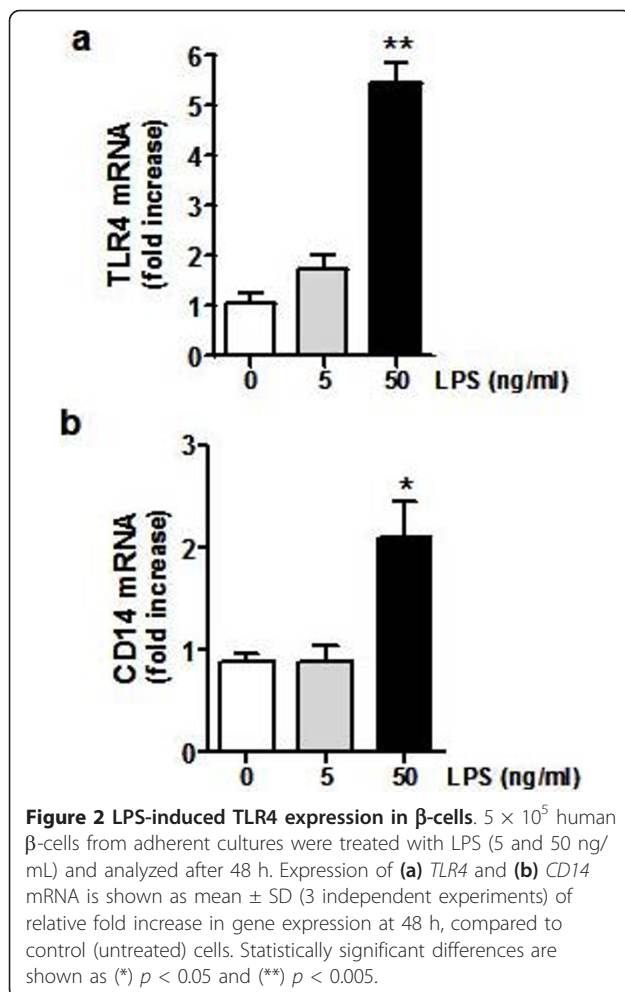 a
TLR4 mRNA
(fold increase)
6
5
4
3
2
1
0
**
0 5 50 LPS (ng/ml)
b
CD14 mRNA
(fold increase)
3
2
1
0
*
0 5 50 LPS (ng/ml)
Figure 2 LPS-induced TLR4 expression in β-cells. 5 × 10⁵ human
β-cells from adherent cultures were treated with LPS (5 and 50 ng/
mL) and analyzed after 48 h. Expression of (a) TLR4 and (b) CD14
mRNA is shown as mean ± SD (3 independent experiments) of
relative fold increase in gene expression at 48 h, compared to
control (untreated) cells. Statistically significant differences are
shown as (*) p < 0.05 and (**) p < 0.005.